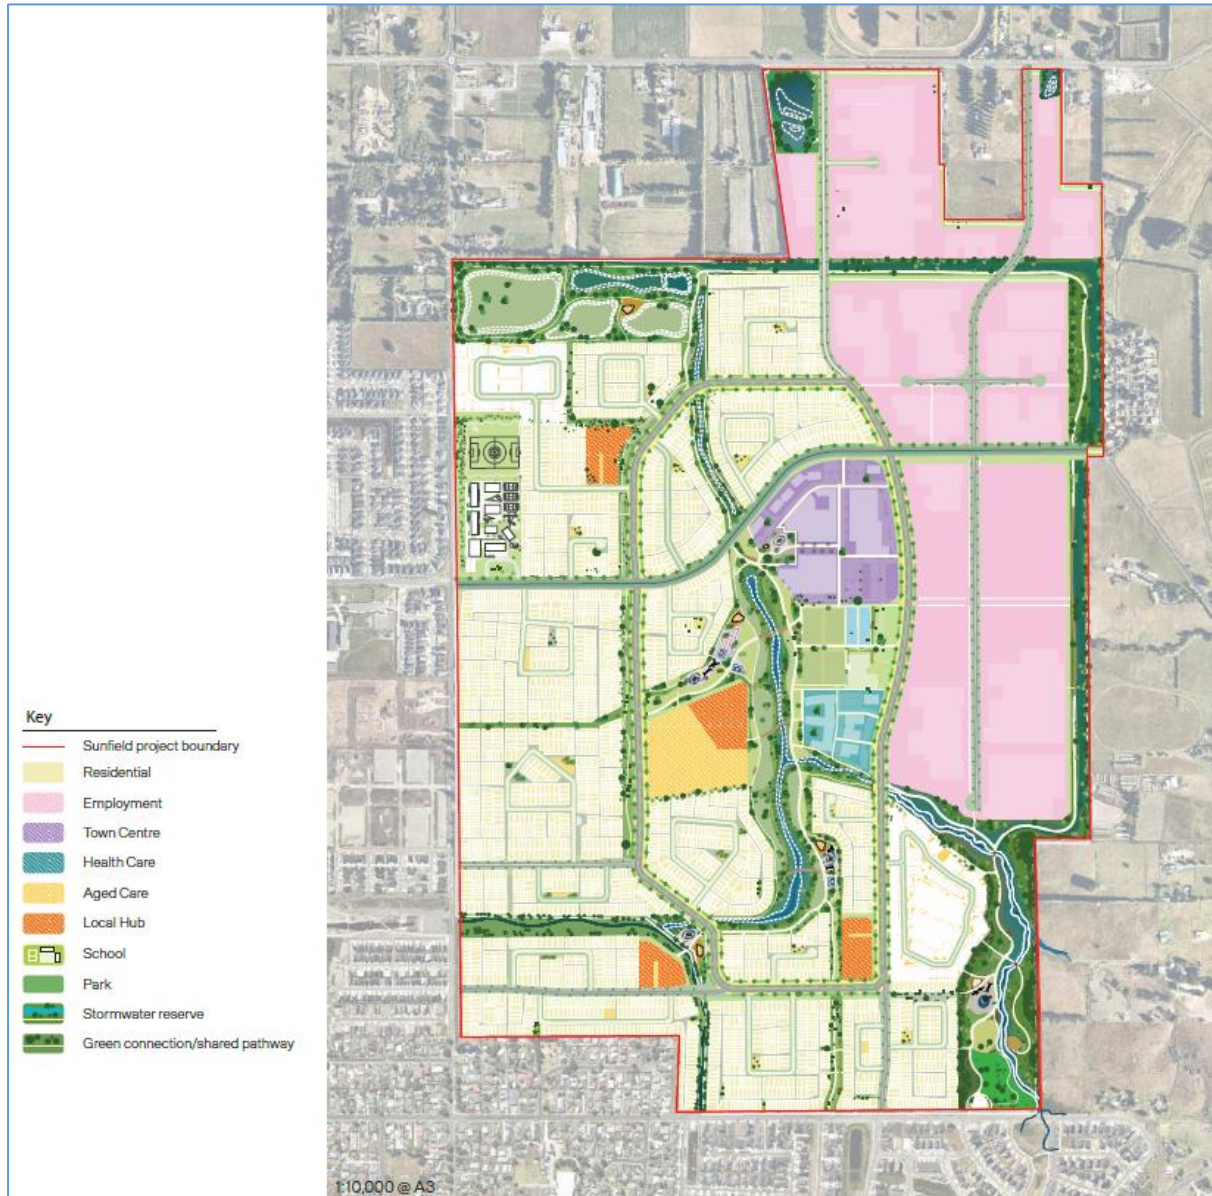 Key
Sunfield project boundary
Residential
Employment
Town Centre
Health Care
Aged Care
Local Hub
School
Park
Stormwater reserve
Green connection/shared pathway
1:10,000 @ A3